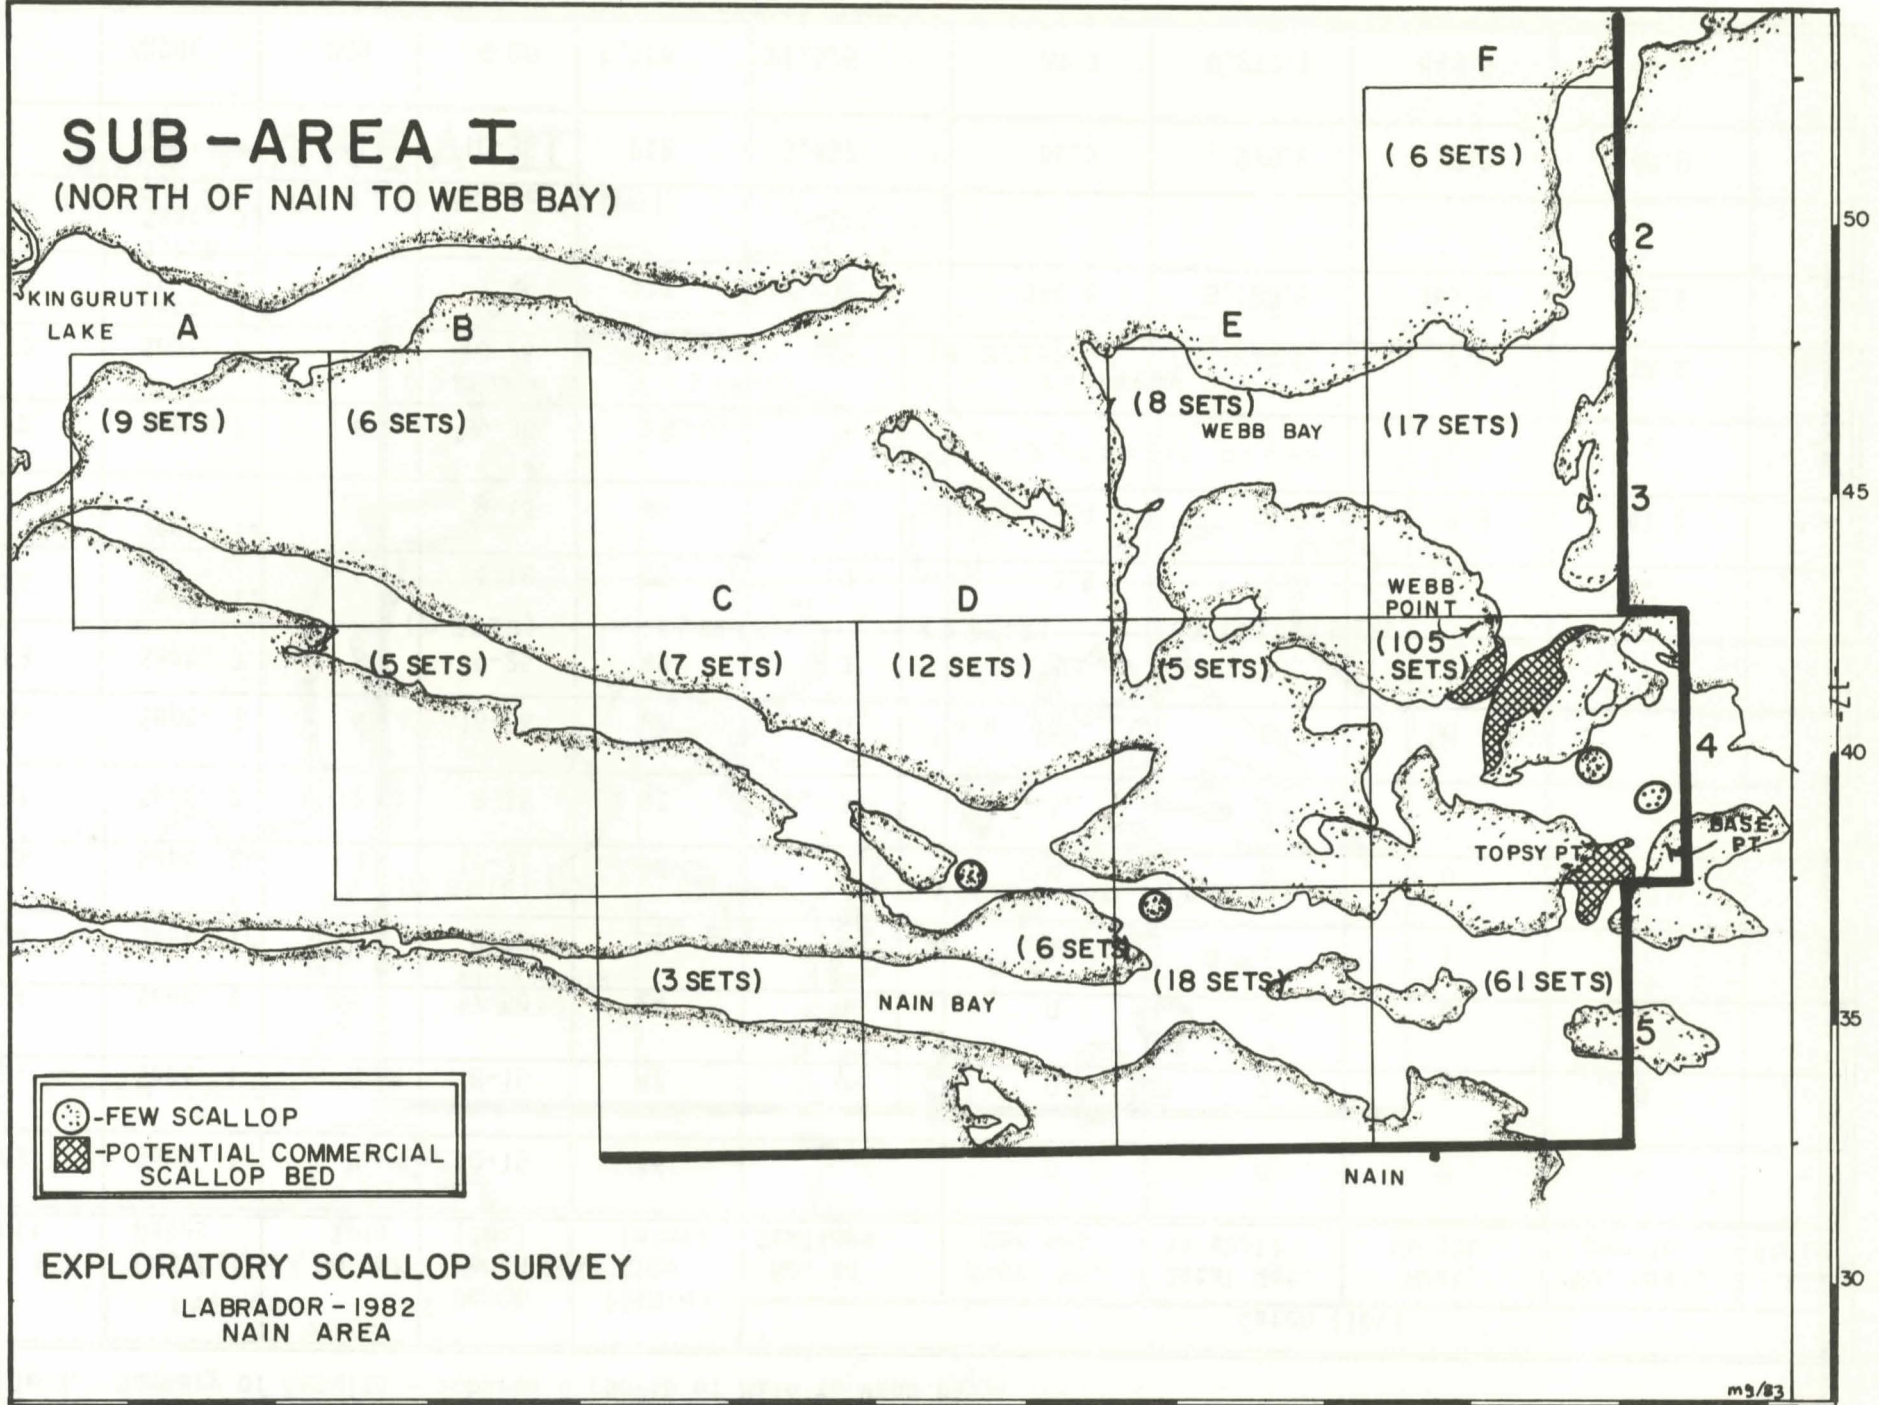 SUB-AREA I
(NORTH OF NAIN TO WEBB BAY)
F
(6 SETS)
2
50
KINGURUTIK
LAKE
A
B
E
(9 SETS)
(6 SETS)
(8 SETS)
WEBB BAY
(17 SETS)
3
45
C
D
WEBB
POINT
(5 SETS)
(7 SETS)
(12 SETS)
(5 SETS)
(105
SETS)
4
40
TOPSY PT.
BASE
PT.
(6 SETS)
(3 SETS)
NAIN BAY
(18 SETS)
(61 SETS)
5
35
-FEW SCALLOP
-POTENTIAL COMMERCIAL
SCALLOP BED
NAIN
30
EXPLORATORY SCALLOP SURVEY
LABRADOR-1982
NAIN AREA
mg/83